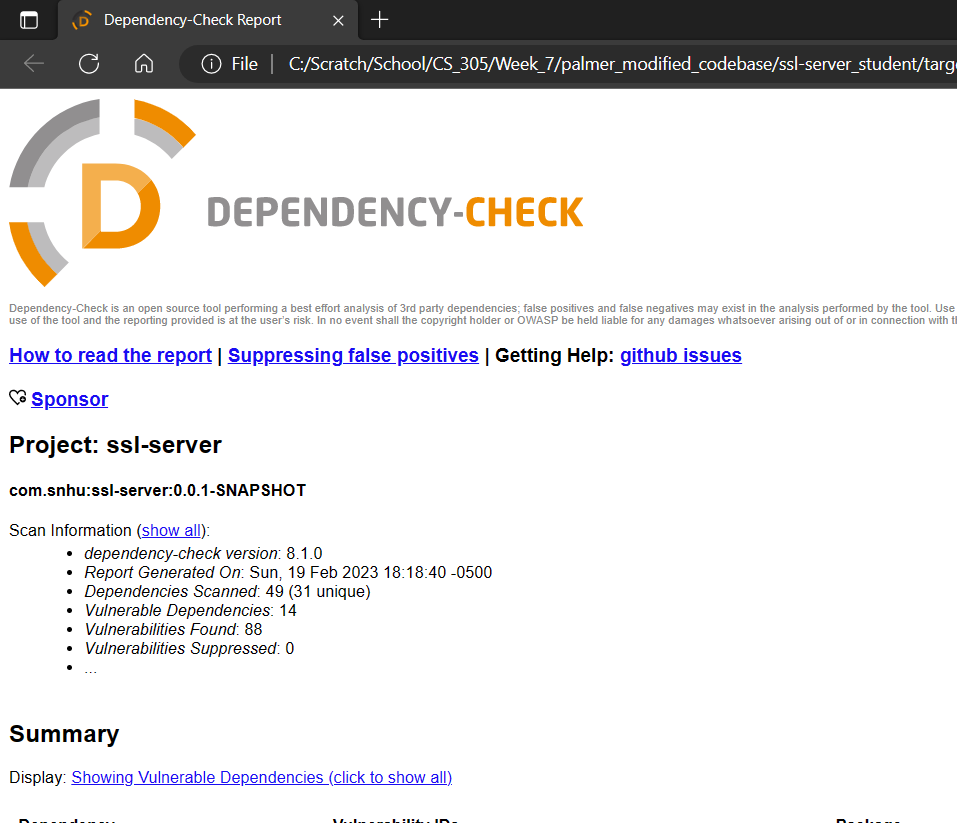 Dependency-Check Report
File | C:/Scratch/School/CS_305/Week_7/palmer_modified_codebase/ssl-server_student/targ
DEPENDENCY-CHECK
Dependency-Check is an open source tool performing a best effort analysis of 3rd party dependencies; false positives and false negatives may exist in the analysis performed by the tool. Use
use of the tool and the reporting provided is at the user's risk. In no event shall the copyright holder or OWASP be held liable for any damages whatsoever arising out of or in connection with
How to read the report | Suppressing false positives | Getting Help: github issues
Sponsor
Project: ssl-server
com.snhu:ssl-server:0.0.1-SNAPSHOT
Scan Information (show all):
• dependency-check version: 8.1.0
• Report Generated On: Sun, 19 Feb 2023 18:18:40 -0500
• Dependencies Scanned: 49 (31 unique)
• Vulnerable Dependencies: 14
• Vulnerabilities Found: 88
• Vulnerabilities Suppressed: 0
• ...
Summary
Display: Showing Vulnerable Dependencies (click to show all)
Dependency Vulnerability IDs Package